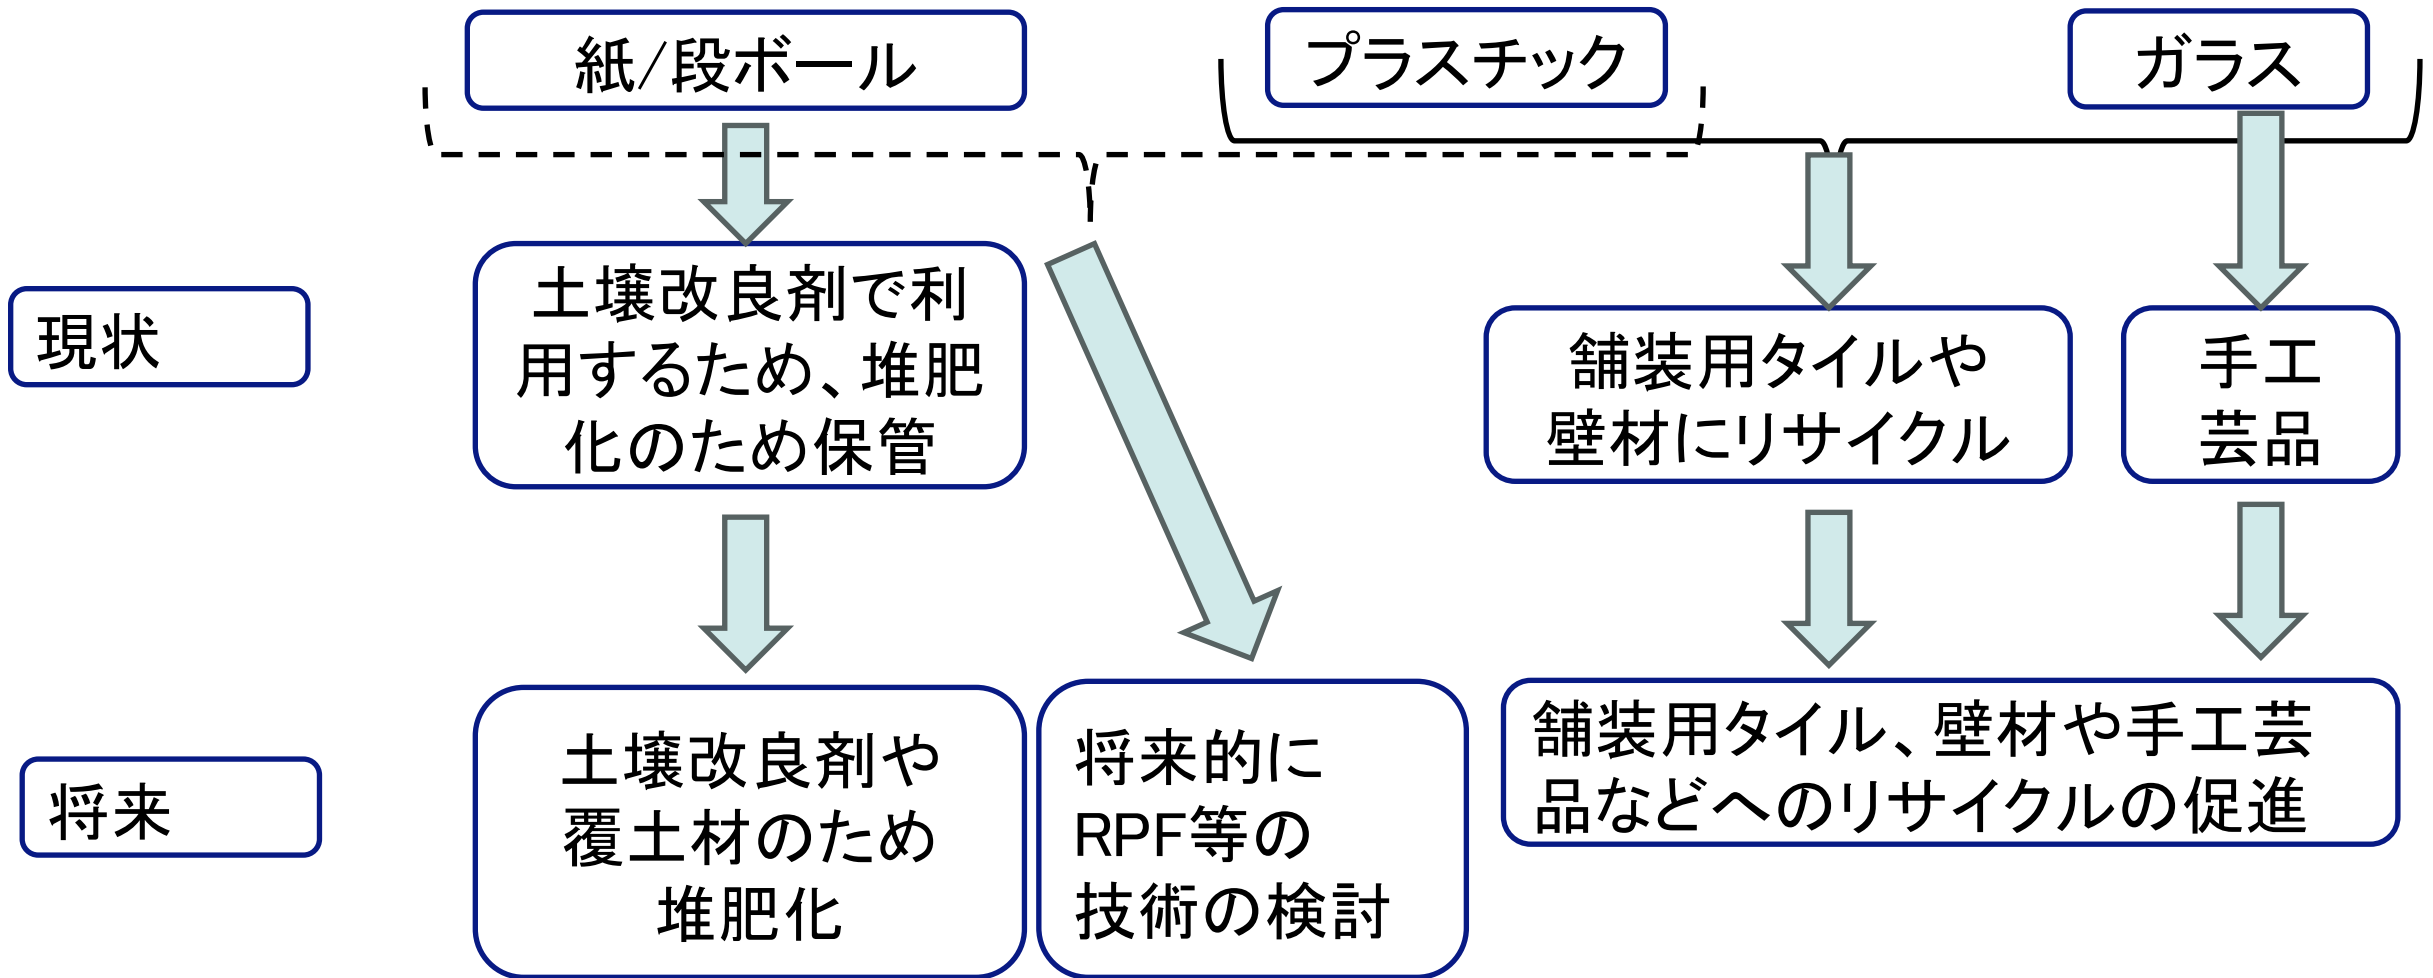 紙/段ボール
プラスチック
ガラス
現状
土壌改良剤で利
用するため、堆肥
化のため保管
舗装用タイルや
壁材にリサイクル
手工
芸品
将来
土壌改良剤や
覆土材のため
堆肥化
将来的に
RPF等の
技術の検討
舗装用タイル、壁材や手工芸
品などへのリサイクルの促進